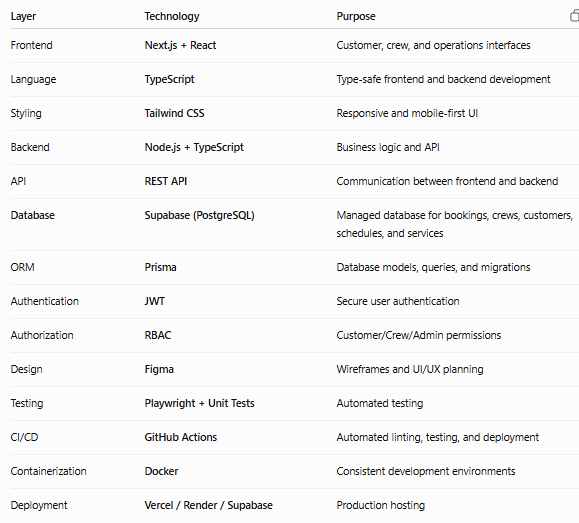 Layer Technology Purpose
Frontend Next.js + React Customer, crew, and operations interfaces
Language TypeScript Type-safe frontend and backend development
Styling Tailwind CSS Responsive and mobile-first UI
Backend Node.js + TypeScript Business logic and API
API REST API Communication between frontend and backend
Database Supabase (PostgreSQL) Managed database for bookings, crews, customers,
schedules, and services
ORM Prisma Database models, queries, and migrations
Authentication JWT Secure user authentication
Authorization RBAC Customer/Crew/Admin permissions
Design Figma Wireframes and UI/UX planning
Testing Playwright + Unit Tests Automated testing
CI/CD GitHub Actions Automated linting, testing, and deployment
Containerization Docker Consistent development environments
Deployment Vercel / Render / Supabase Production hosting